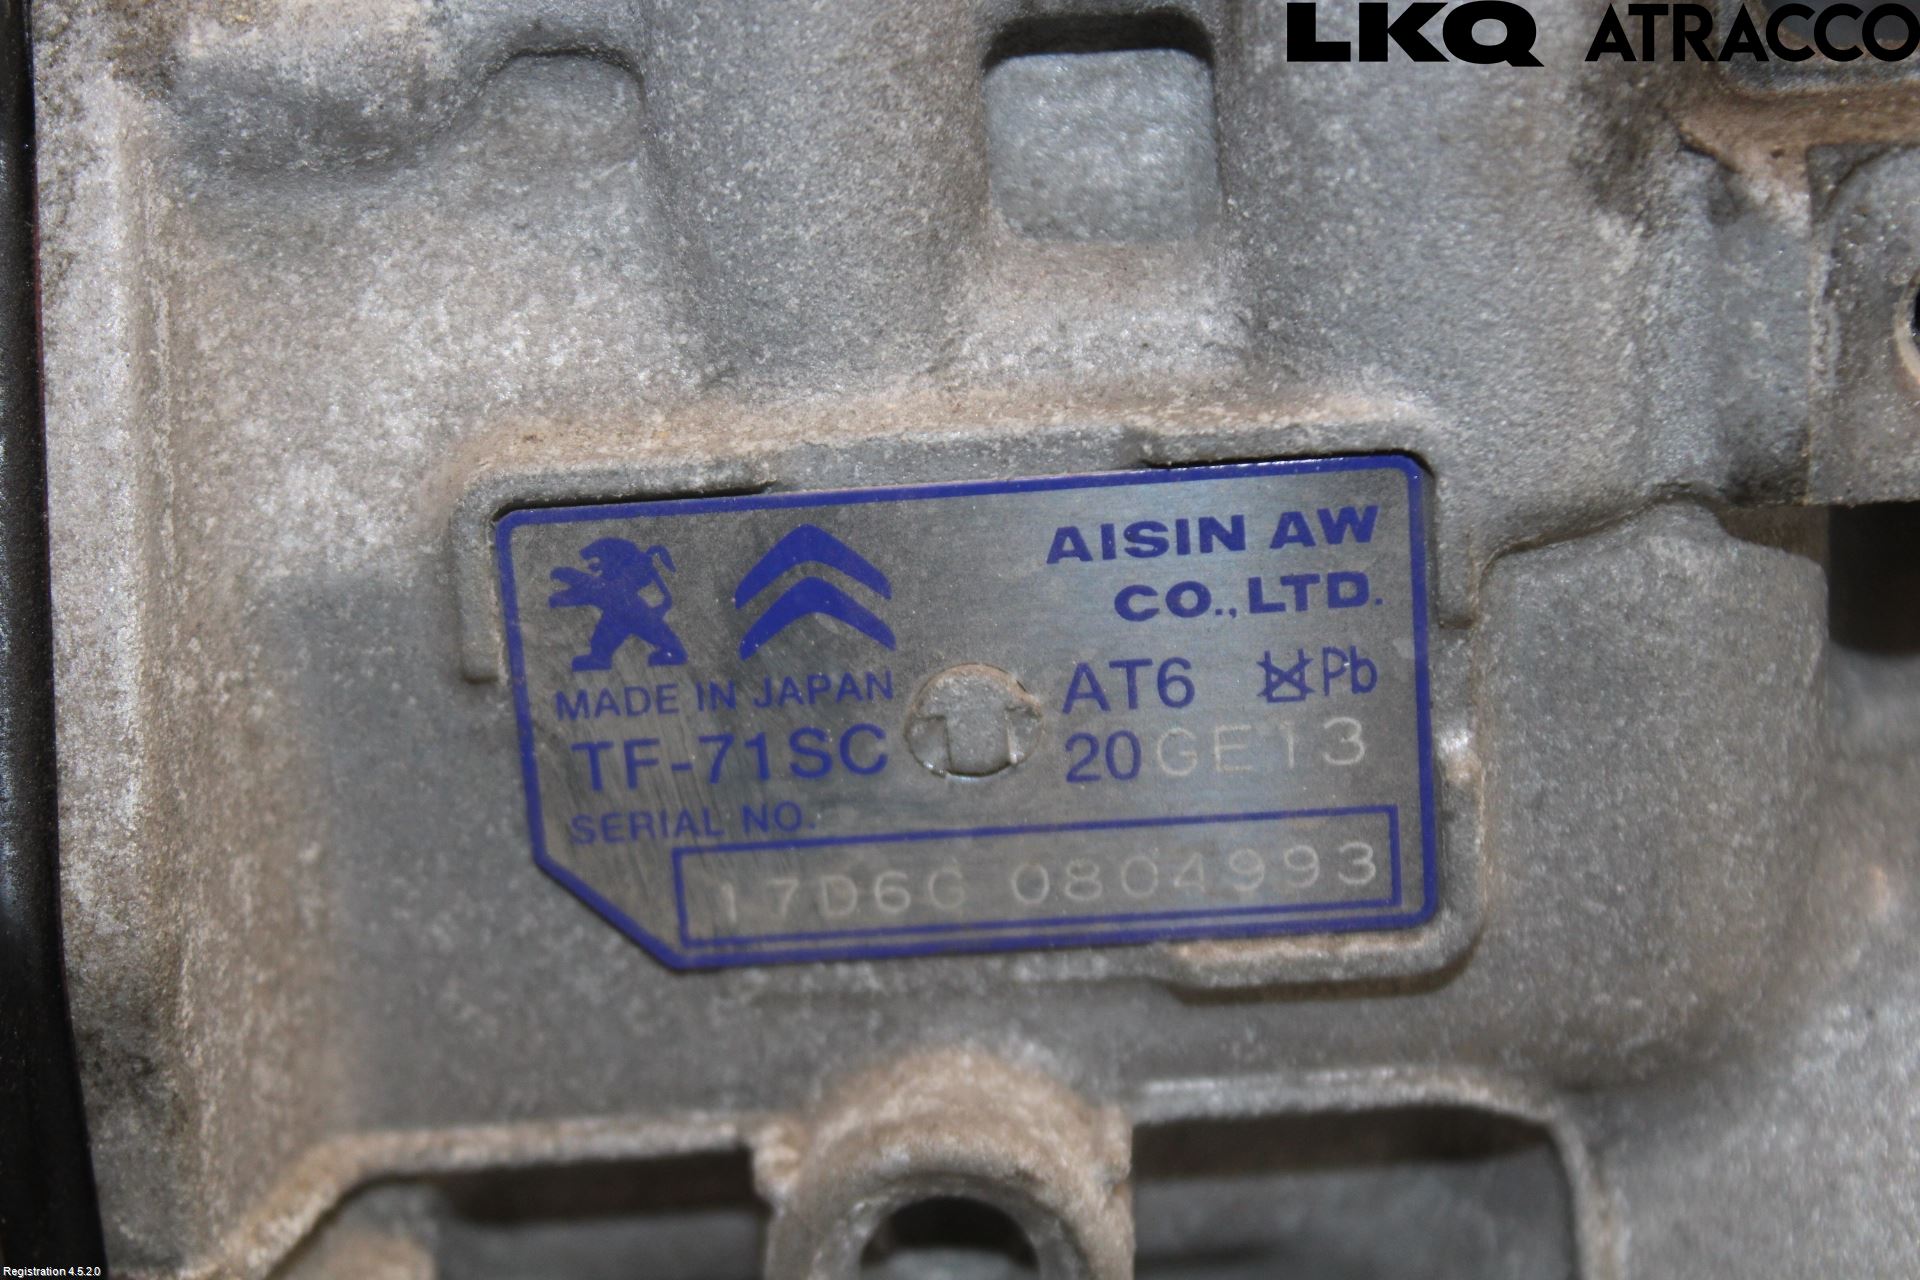 LKQ ATRACCO
AISIN AW
CO.,LTD.
MADE IN JAPAN
AT6 Pb
TF-71SC
20GE13
SERIAL NO.
17D6G 0804993
Registration 4.5.2.0